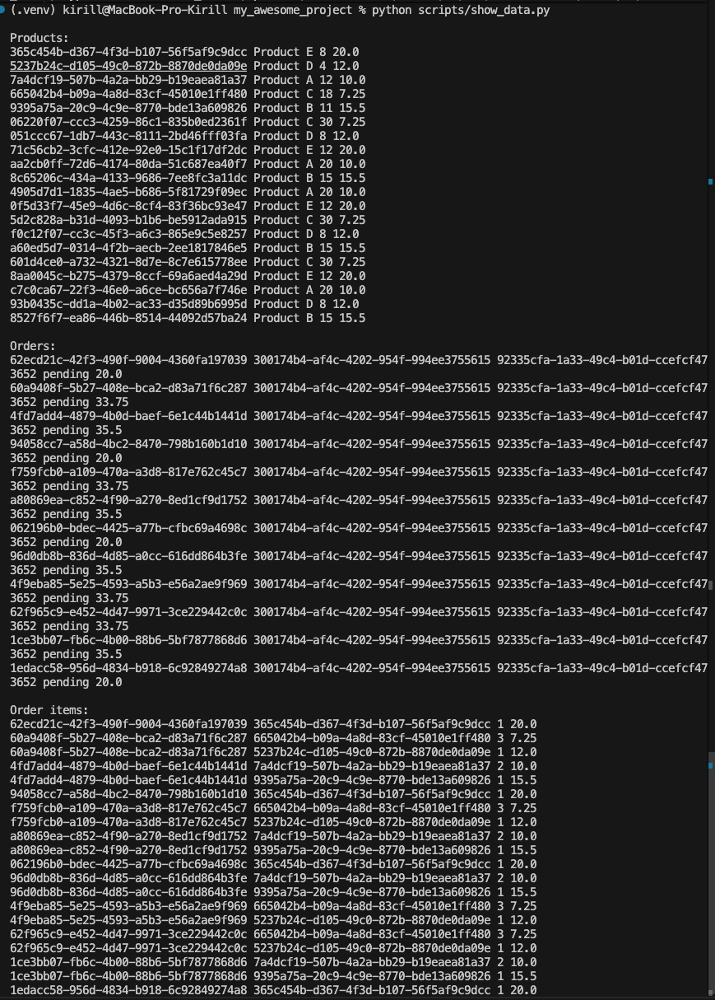 (.venv) kirill@MacBook-Pro-Kirill my_awesome_project % python scripts/show_data.py
Products:
365c454b-d367-4f3d-b107-56f5af9c9dcc Product E 8 20.0
5237b24c-d105-49c0-872b-8870de0da09e Product D 4 12.0
7a4dcf19-507b-4a2a-bb29-b19eaea81a37 Product A 12 10.0
665042b4-b09a-4a8d-83cf-45010e1ff480 Product C 18 7.25
9395a75a-20c9-4c9e-8770-bde13a609826 Product B 11 15.5
06220f07-ccc3-4259-86c1-835b0ed2361f Product C 30 7.25
051ccc67-1db7-443c-8111-2bd46fff03fa Product D 8 12.0
71c56cb2-3cfc-412e-92e0-15c1f17df2dc Product E 12 20.0
aa2cb0ff-72d6-4174-80da-51c687ea40f7 Product A 20 10.0
8c65206c-434a-4133-9686-7ee8fc3a11dc Product B 15 15.5
4905d7d1-1835-4ae5-b686-5f81729f09ec Product A 20 10.0
0f5d33f7-45e9-4d6c-8cf4-83f36bc93e47 Product E 12 20.0
5d2c828a-b31d-4093-b1b6-be5912ada915 Product C 30 7.25
f0c12f07-cc3c-45f3-a6c3-865e9c5e8257 Product D 8 12.0
a60ed5d7-0314-4f2b-aecb-2ee1817846e5 Product B 15 15.5
601d4ce0-a732-4321-8d7e-8c7e615778ee Product C 30 7.25
8aa0045c-b275-4379-8ccf-69a6aed4a29d Product E 12 20.0
c7c0ca67-22f3-46e0-a6ce-bc656a7f746e Product A 20 10.0
93b0435c-dd1a-4b02-ac33-d35d89b6995d Product D 8 12.0
8527f6f7-ea86-446b-8514-44092d57ba24 Product B 15 15.5
Orders:
62ecd21c-42f3-490f-9004-4360fa197039 300174b4-af4c-4202-954f-994ee3755615 92335cfa-1a33-49c4-b01d-ccefcf47
3652 pending 20.0
60a9408f-5b27-408e-bca2-d83a71f6c287 300174b4-af4c-4202-954f-994ee3755615 92335cfa-1a33-49c4-b01d-ccefcf47
3652 pending 33.75
4fd7add4-4879-4b0d-baef-6e1c44b1441d 300174b4-af4c-4202-954f-994ee3755615 92335cfa-1a33-49c4-b01d-ccefcf47
3652 pending 35.5
94058cc7-a58d-4bc2-8470-798b160b1d10 300174b4-af4c-4202-954f-994ee3755615 92335cfa-1a33-49c4-b01d-ccefcf47
3652 pending 20.0
f759fcb0-a109-470a-a3d8-817e762c45c7 300174b4-af4c-4202-954f-994ee3755615 92335cfa-1a33-49c4-b01d-ccefcf47
3652 pending 33.75
a80869ea-c852-4f90-a270-8ed1cf9d1752 300174b4-af4c-4202-954f-994ee3755615 92335cfa-1a33-49c4-b01d-ccefcf47
3652 pending 35.5
062196b0-bdec-4425-a77b-cfbc69a4698c 300174b4-af4c-4202-954f-994ee3755615 92335cfa-1a33-49c4-b01d-ccefcf47
3652 pending 20.0
96d0db8b-836d-4d85-a0cc-616dd864b3fe 300174b4-af4c-4202-954f-994ee3755615 92335cfa-1a33-49c4-b01d-ccefcf47
3652 pending 35.5
4f9eba85-5e25-4593-a5b3-e56a2ae9f969 300174b4-af4c-4202-954f-994ee3755615 92335cfa-1a33-49c4-b01d-ccefcf47
3652 pending 33.75
62f965c9-e452-4d47-9971-3ce229442c0c 300174b4-af4c-4202-954f-994ee3755615 92335cfa-1a33-49c4-b01d-ccefcf47
3652 pending 33.75
1ce3bb07-fb6c-4b00-88b6-5bf7877868d6 300174b4-af4c-4202-954f-994ee3755615 92335cfa-1a33-49c4-b01d-ccefcf47
3652 pending 35.5
1edacc58-956d-4834-b918-6c92849274a8 300174b4-af4c-4202-954f-994ee3755615 92335cfa-1a33-49c4-b01d-ccefcf47
3652 pending 20.0
Order items:
62ecd21c-42f3-490f-9004-4360fa197039 365c454b-d367-4f3d-b107-56f5af9c9dcc 1 20.0
60a9408f-5b27-408e-bca2-d83a71f6c287 665042b4-b09a-4a8d-83cf-45010e1ff480 3 7.25
60a9408f-5b27-408e-bca2-d83a71f6c287 5237b24c-d105-49c0-872b-8870de0da09e 1 12.0
4fd7add4-4879-4b0d-baef-6e1c44b1441d 7a4dcf19-507b-4a2a-bb29-b19eaea81a37 2 10.0
4fd7add4-4879-4b0d-baef-6e1c44b1441d 9395a75a-20c9-4c9e-8770-bde13a609826 1 15.5
94058cc7-a58d-4bc2-8470-798b160b1d10 365c454b-d367-4f3d-b107-56f5af9c9dcc 1 20.0
f759fcb0-a109-470a-a3d8-817e762c45c7 665042b4-b09a-4a8d-83cf-45010e1ff480 3 7.25
f759fcb0-a109-470a-a3d8-817e762c45c7 5237b24c-d105-49c0-872b-8870de0da09e 1 12.0
a80869ea-c852-4f90-a270-8ed1cf9d1752 7a4dcf19-507b-4a2a-bb29-b19eaea81a37 2 10.0
a80869ea-c852-4f90-a270-8ed1cf9d1752 9395a75a-20c9-4c9e-8770-bde13a609826 1 15.5
062196b0-bdec-4425-a77b-cfbc69a4698c 365c454b-d367-4f3d-b107-56f5af9c9dcc 1 20.0
96d0db8b-836d-4d85-a0cc-616dd864b3fe 7a4dcf19-507b-4a2a-bb29-b19eaea81a37 2 10.0
96d0db8b-836d-4d85-a0cc-616dd864b3fe 9395a75a-20c9-4c9e-8770-bde13a609826 1 15.5
4f9eba85-5e25-4593-a5b3-e56a2ae9f969 665042b4-b09a-4a8d-83cf-45010e1ff480 3 7.25
4f9eba85-5e25-4593-a5b3-e56a2ae9f969 5237b24c-d105-49c0-872b-8870de0da09e 1 12.0
62f965c9-e452-4d47-9971-3ce229442c0c 665042b4-b09a-4a8d-83cf-45010e1ff480 3 7.25
62f965c9-e452-4d47-9971-3ce229442c0c 5237b24c-d105-49c0-872b-8870de0da09e 1 12.0
1ce3bb07-fb6c-4b00-88b6-5bf7877868d6 7a4dcf19-507b-4a2a-bb29-b19eaea81a37 2 10.0
1ce3bb07-fb6c-4b00-88b6-5bf7877868d6 9395a75a-20c9-4c9e-8770-bde13a609826 1 15.5
1edacc58-956d-4834-b918-6c92849274a8 365c454b-d367-4f3d-b107-56f5af9c9dcc 1 20.0